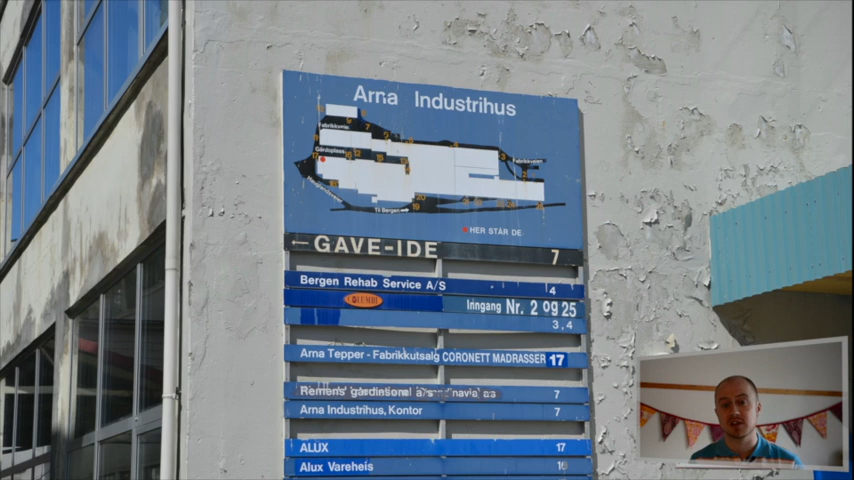 Arna Industrihus
Fabrikkveien
Gårdsplass
Fabrikkveien
Til Bergen
HER STÅR DE
← GAVE-IDE 7
Bergen Rehab Service A/S 4
COLUMBI Inngang Nr. 2 og 25
3,4
Arna Tepper - Fabrikkutsalg CORONETT MADRASSER 17
7
Arna Industrihus, Kontor 7
ALUX 17
Alux Vareheis 16